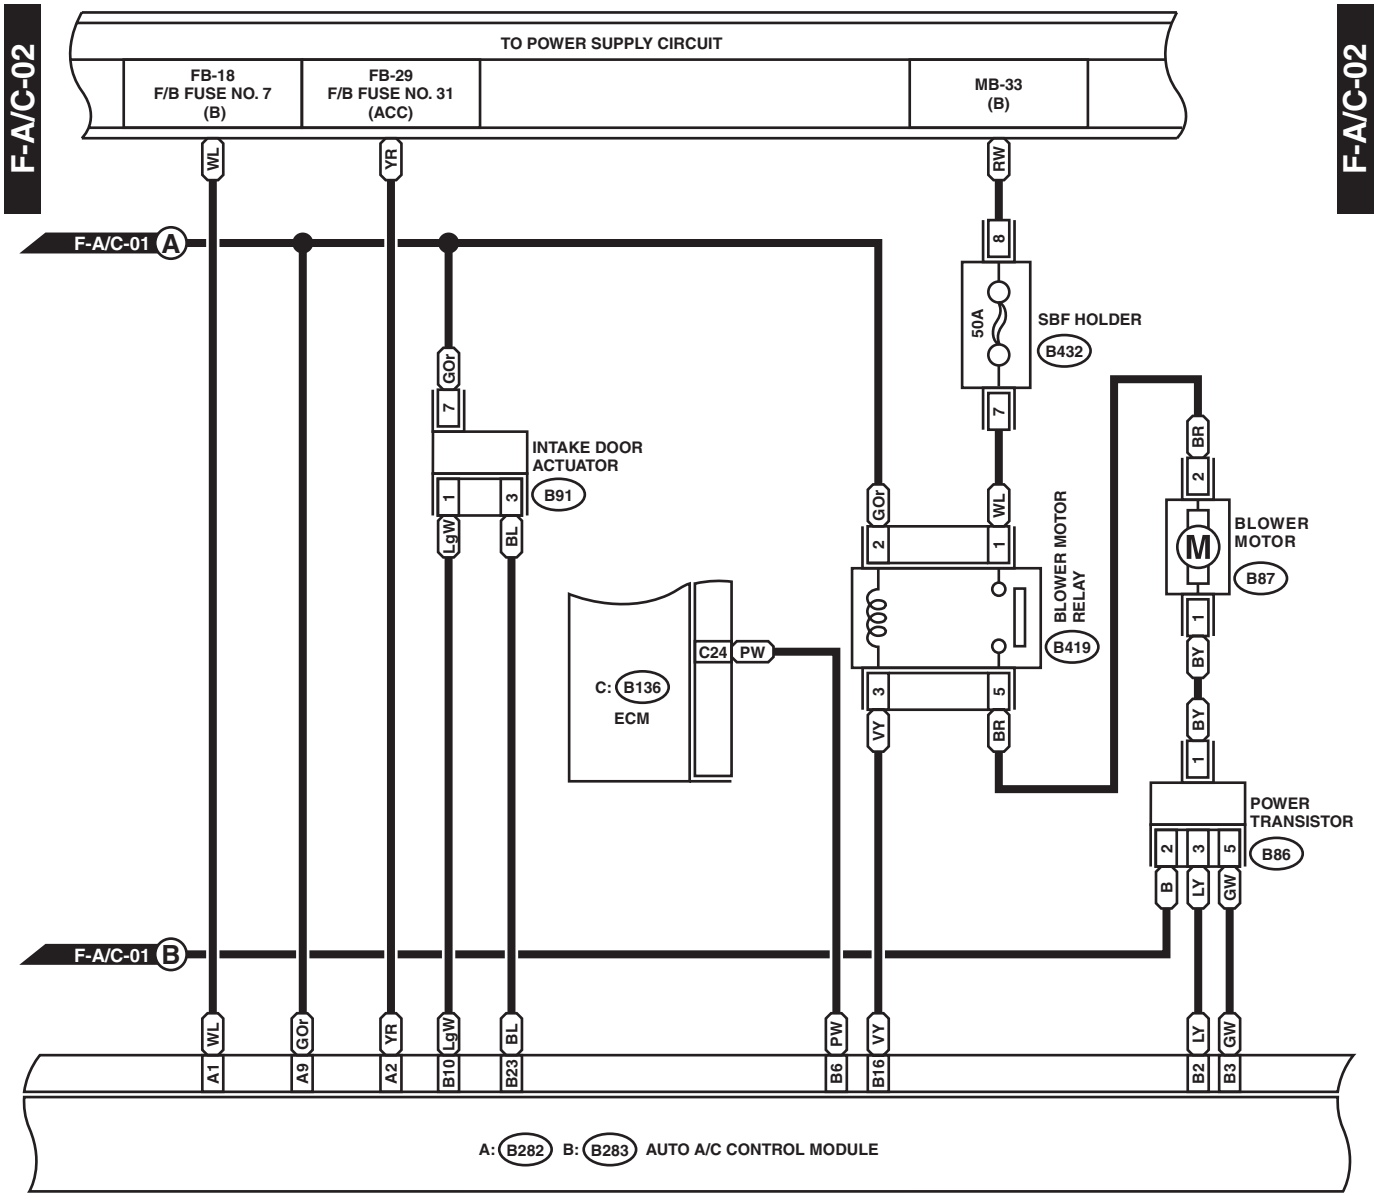 F-A/C-02
F-A/C-02
TO POWER SUPPLY CIRCUIT
FB-18
F/B FUSE NO. 7
(B)
FB-29
F/B FUSE NO. 31
(ACC)
MB-33
(B)
WL
YR
RW
F-A/C-01 A
8
50A
SBF HOLDER
B432
7
GOr
7
INTAKE DOOR
ACTUATOR
B91
1
3
LgW
BL
BR
2
M
BLOWER
MOTOR
B87
1
BY
BY
1
GOr
WL
2
1
BLOWER MOTOR
RELAY
B419
3
5
VY
BR
C24
PW
C: B136
ECM
POWER
TRANSISTOR
B86
2
3
5
B
LY
GW
F-A/C-01 B
WL
GOr
YR
LgW
BL
PW
VY
LY
GW
A1
A9
A2
B10
B23
B6
B16
B2
B3
A: B282 B: B283 AUTO A/C CONTROL MODULE